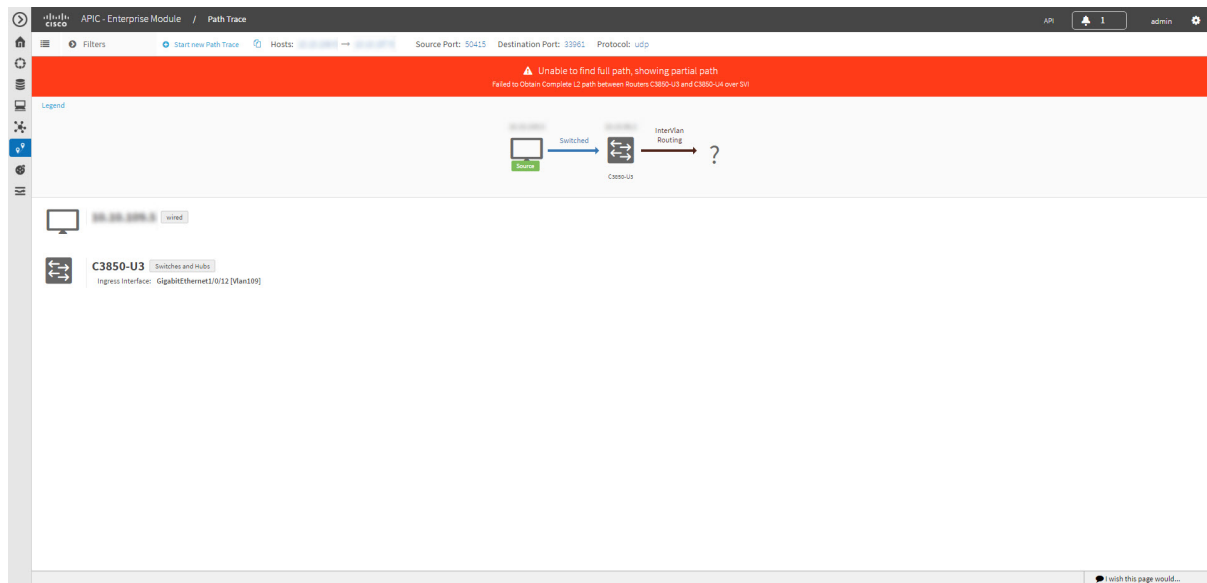 cisco APIC - Enterprise Module / Path Trace API 1 admin
Filters Start new Path Trace Hosts: → Source Port: 50415 Destination Port: 33961 Protocol: udp
Unable to find full path, showing partial path
Failed to Obtain Complete L2 path between Routers C3850-U3 and C3850-U4 over SVI
Legend
Switched
InterVlan
Routing
?
Source
C3850-U3
wired
C3850-U3 Switches and Hubs
Ingress Interface: GigabitEthernet1/0/12 [Vlan109]
I wish this page would...